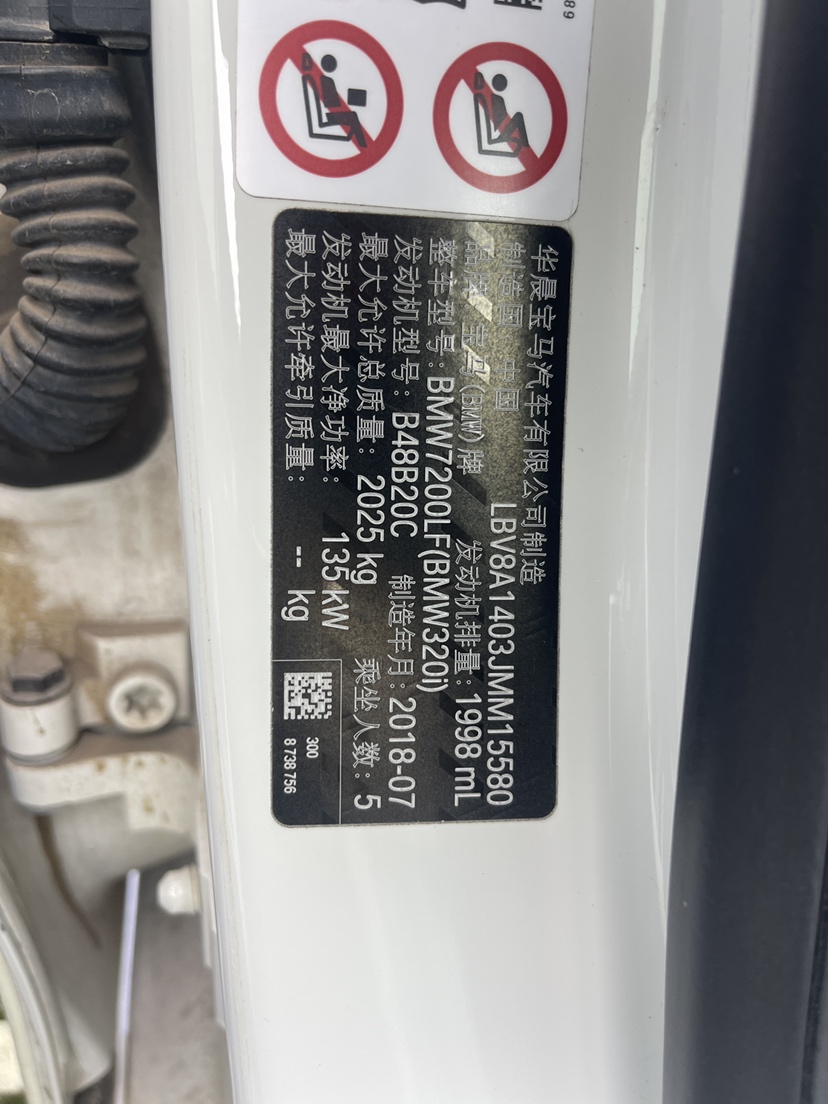 89
华晨宝马汽车有限公司制造
制造国 中国 LBV8A1403JMM15580
品牌 宝马(BMW)牌 发动机排量: 1998 mL
整车型号: BMW7200LF(BMW320i)
发动机型号: B48B20C 制造年月: 2018-07
最大允许总质量: 2025 kg 乘坐人数: 5
发动机最大净功率: 135 kW
最大允许牵引质量: -- kg
300
8 738 756